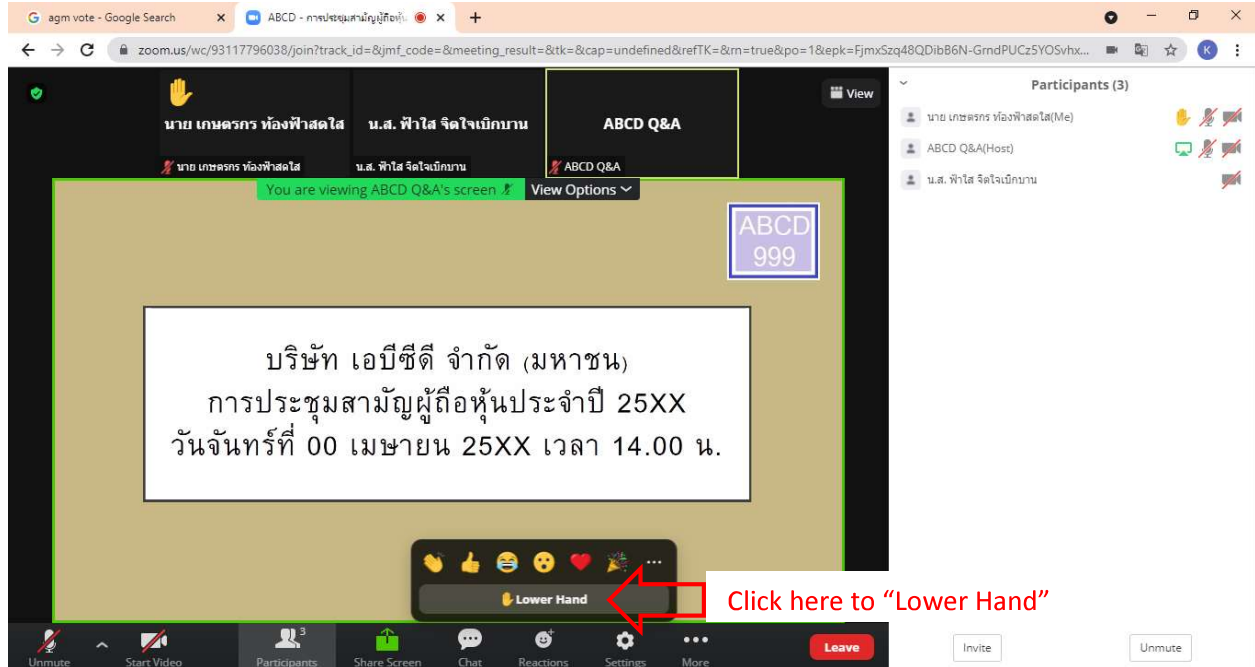 agm vote - Google Search
ABCD - การประชุมสามัญผู้ถือหุ้น
zoom.us/wc/93117796038/join?track_id=&jmf_code=&meeting_result=&tk=&cap=undefined&refTK=&rn=true&po=1&epk=FjmxSzq48QDibB6N-GrndPUCz5YOSvhx...
K
นาย เกษตรกร ท้องฟ้าสดใส
น.ส. ฟ้าใส จิตใจเบิกบาน
ABCD Q&A
View
นาย เกษตรกร ท้องฟ้าสดใส
น.ส. ฟ้าใส จิตใจเบิกบาน
ABCD Q&A
You are viewing ABCD Q&A's screen
View Options
ABCD
999
บริษัท เอบีซีดี จำกัด (มหาชน)
การประชุมสามัญผู้ถือหุ้นประจำปี 25XX
วันจันทร์ที่ 00 เมษายน 25XX เวลา 14.00 น.
Lower Hand
Click here to “Lower Hand”
Unmute
Start Video
3
Participants
Share Screen
Chat
Reactions
Settings
More
Leave
Participants (3)
นาย เกษตรกร ท้องฟ้าสดใส(Me)
ABCD Q&A(Host)
น.ส. ฟ้าใส จิตใจเบิกบาน
Invite
Unmute